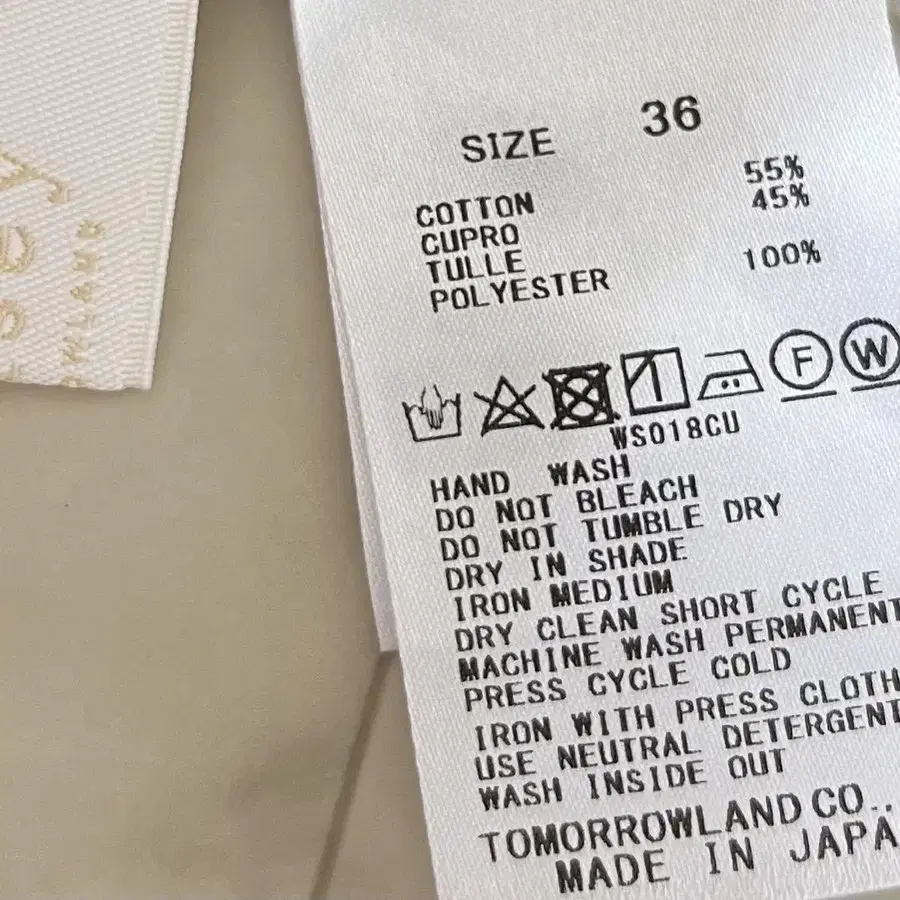 SIZE 36
COTTON 55%
CUPRO 45%
TULLE
POLYESTER 100%
F W
WS018CU
HAND WASH
DO NOT BLEACH
DO NOT TUMBLE DRY
DRY IN SHADE
IRON MEDIUM
DRY CLEAN SHORT CYCLE
MACHINE WASH PERMANENT
PRESS CYCLE COLD
IRON WITH PRESS CLOTH
USE NEUTRAL DETERGENT
WASH INSIDE OUT
TOMORROWLAND CO.,
MADE IN JAPA